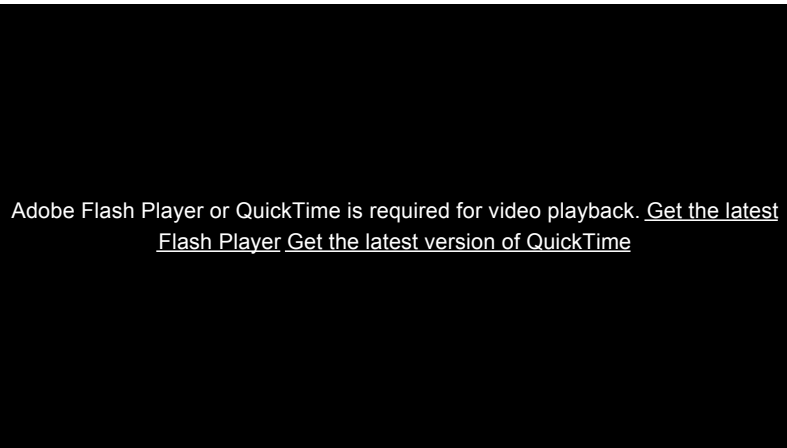 Adobe Flash Player or QuickTime is required for video playback. Get the latest
Flash Player Get the latest version of QuickTime